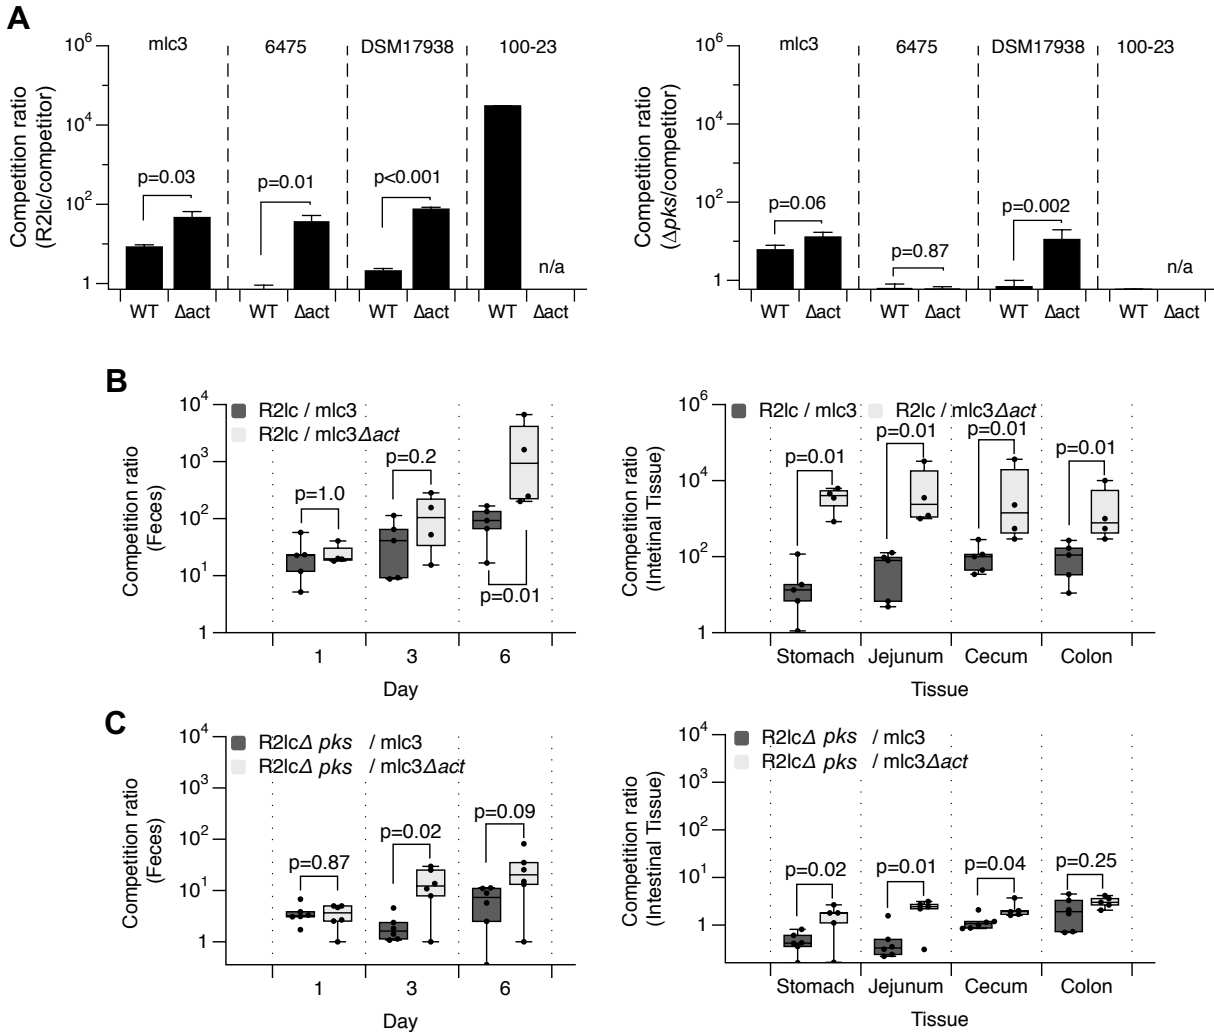 A
mlc3 6475 DSM17938 100-23
Competition ratio
(R2lc/competitor)
10^6
10^4
10^2
1
p=0.03 p=0.01 p<0.001 n/a
WT Δact WT Δact WT Δact WT Δact
mlc3 6475 DSM17938 100-23
Competition ratio
(Δpks/competitor)
10^6
10^4
10^2
1
p=0.06 p=0.87 p=0.002 n/a
WT Δact WT Δact WT Δact WT Δact
B
R2lc / mlc3
R2lc / mlc3Δact
Competition ratio
(Feces)
10^4
10^3
10^2
10^1
1
p=1.0 p=0.2 p=0.01
1 3 6
Day
R2lc / mlc3 R2lc / mlc3Δact
Competition ratio
(Intetinal Tissue)
10^6
10^4
10^2
1
p=0.01 p=0.01 p=0.01 p=0.01
Stomach Jejunum Cecum Colon
Tissue
C
R2lcΔ pks / mlc3
R2lcΔ pks / mlc3Δact
Competition ratio
(Feces)
10^4
10^3
10^2
10^1
1
p=0.87 p=0.02 p=0.09
1 3 6
Day
R2lcΔ pks / mlc3
R2lcΔ pks / mlc3Δact
Competition ratio
(Intestinal Tissue)
10^4
10^3
10^2
10^1
1
p=0.02 p=0.01 p=0.04 p=0.25
Stomach Jejunum Cecum Colon
Tissue